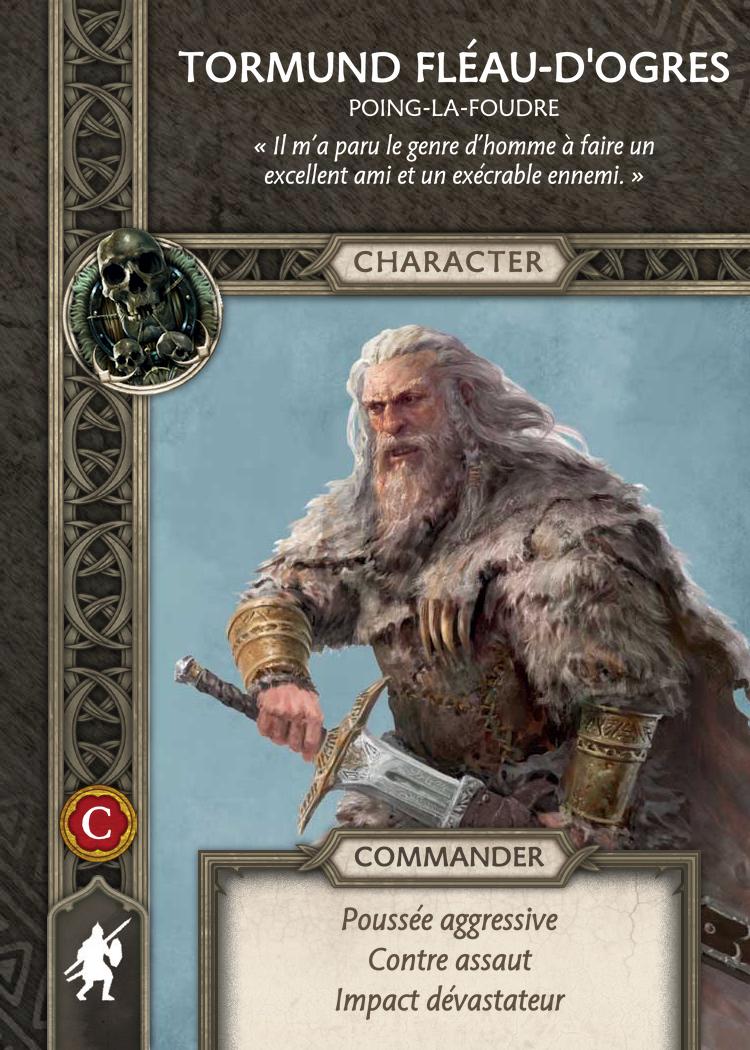 TORMUND FLÉAU-D'OGRES
POING-LA-FOUDRE
« Il m'a paru le genre d'homme à faire un
excellent ami et un exécrable ennemi. »
CHARACTER
C
COMMANDER
Poussée aggressive
Contre assaut
Impact dévastateur